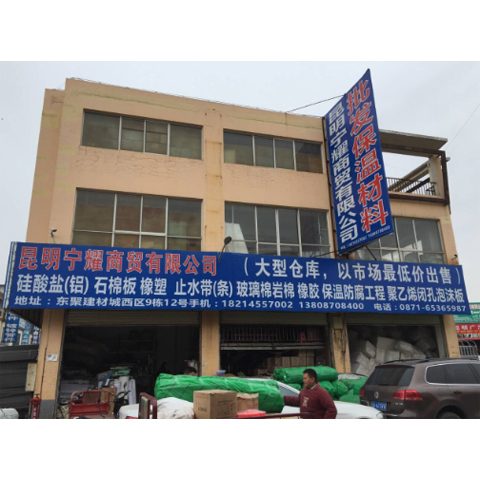 批发保温材料
昆明宁耀商贸有限公司
昆明宁耀商贸有限公司
（大型仓库，以市场最低价出售）
硅酸盐(铝) 石棉板 橡塑 止水带(条) 玻璃棉岩棉 橡胶 保温防腐工程 聚乙烯闭孔泡沫板
地址：东聚建材城西区9栋12号手机：18214557002 13808708400 电话:0871-65365987